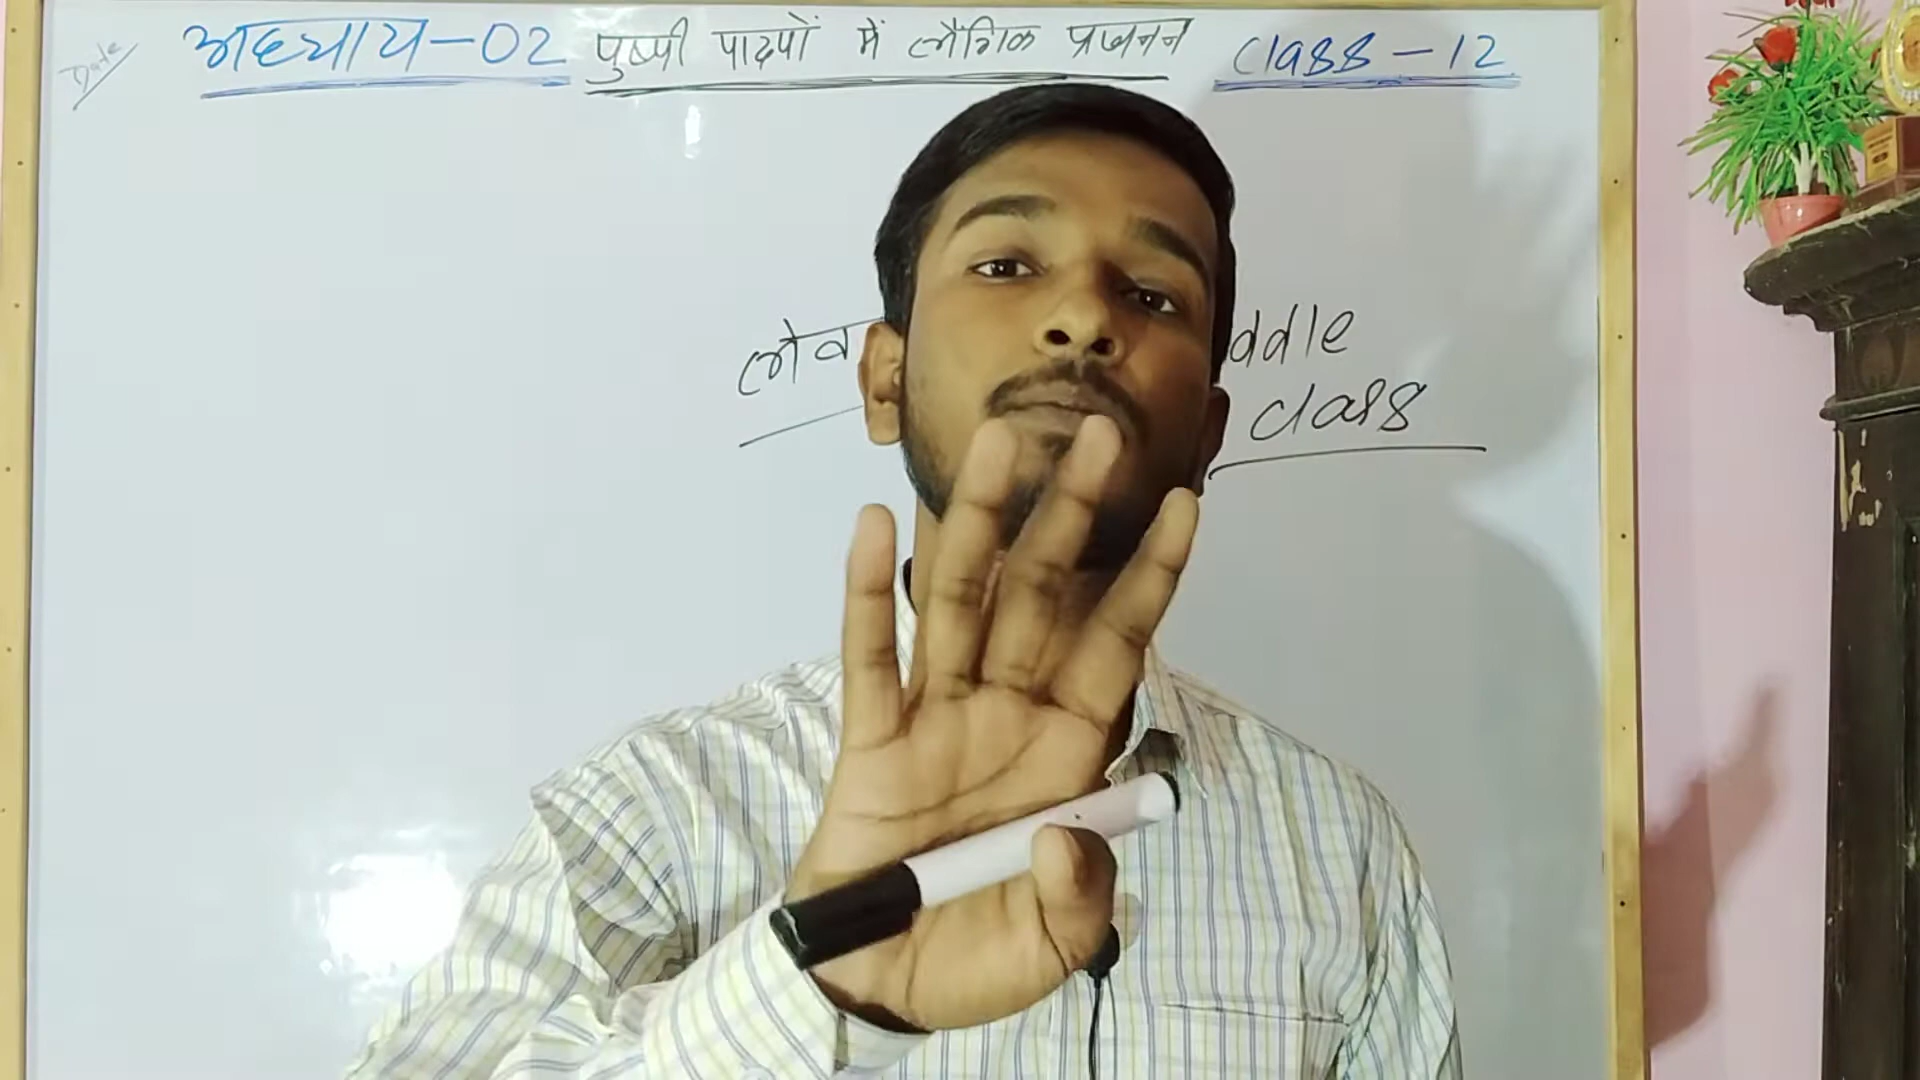 Date
अध्याय-02 पुष्पी पादपों में लैंगिक प्रजनन Class-12
ddle
class